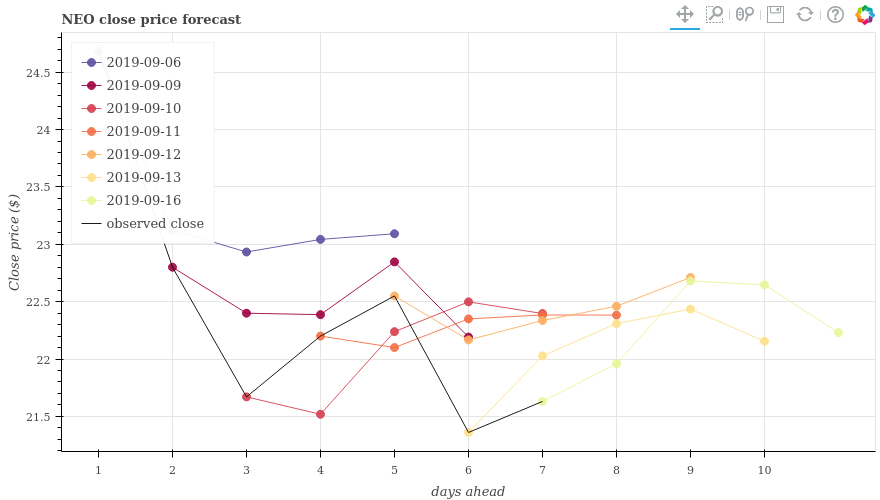 NEO close price forecast
2019-09-06
2019-09-09
2019-09-10
2019-09-11
2019-09-12
2019-09-13
2019-09-16
observed close
24.5
24
23.5
23
22.5
22
21.5
Close price ($)
1 2 3 4 5 6 7 8 9 10
days ahead